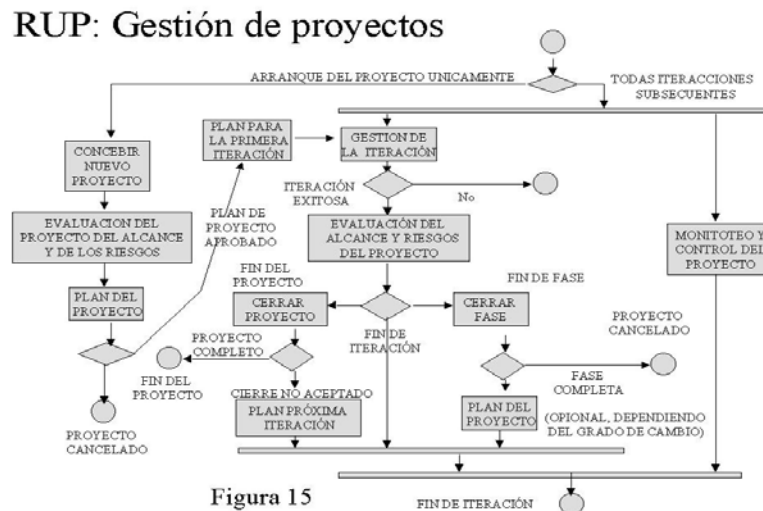 RUP: Gestión de proyectos
ARRANQUE DEL PROYECTO UNICAMENTE
TODAS ITERACCIONES
SUBSECUENTES
CONCEBIR
NUEVO
PROYECTO
PLAN PARA
LA PRIMERA
ITERACIÓN
GESTION DE
LA ITERACIÓN
ITERACIÓN
EXITOSA
No
EVALUACION DEL
PROYECTO DEL ALCANCE
Y DE LOS RIESGOS
PLAN DE
PROYECTO
APROBADO
EVALUACIÓN DEL
ALCANCE Y RIESGOS
DEL PROYECTO
MONITOTEO Y
CONTROL DEL
PROYECTO
PLAN DEL
PROYECTO
FIN DEL
PROYECTO
CERRAR
PROYECTO
FIN DE
ITERACIÓN
FIN DE FASE
CERRAR
FASE
PROYECTO
CANCELADO
PROYECTO
COMPLETO
FIN DEL
PROYECTO
FASE
COMPLETA
CIERRE NO ACEPTADO
PLAN PRÓXIMA
ITERACIÓN
PLAN DEL
PROYECTO
(OPIONAL, DEPENDIENDO
DEL GRADO DE CAMBIO)
PROYECTO
CANCELADO
Figura 15
FIN DE ITERACIÓN